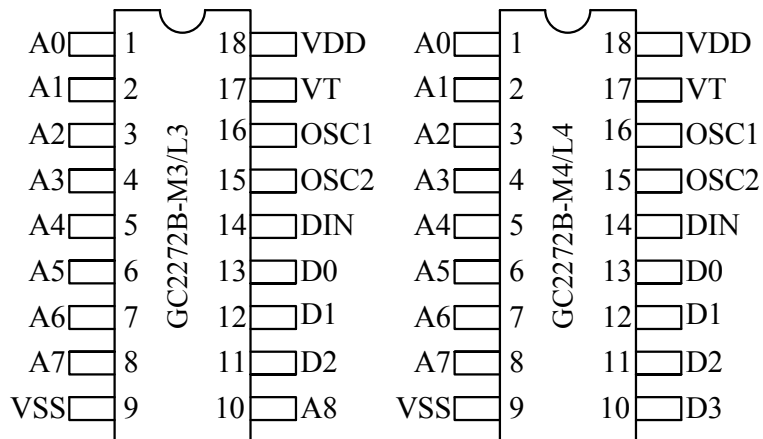 A0 1 18 VDD A0 1 18 VDD
A1 2 17 VT A1 2 17 VT
A2 3 16 OSC1 A2 3 16 OSC1
A3 4 15 OSC2 A3 4 15 OSC2
A4 5 14 DIN A4 5 14 DIN
A5 6 13 D0 A5 6 13 D0
A6 7 12 D1 A6 7 12 D1
A7 8 11 D2 A7 8 11 D2
VSS 9 10 A8 VSS 9 10 D3
GC2272B-M3/L3
GC2272B-M4/L4